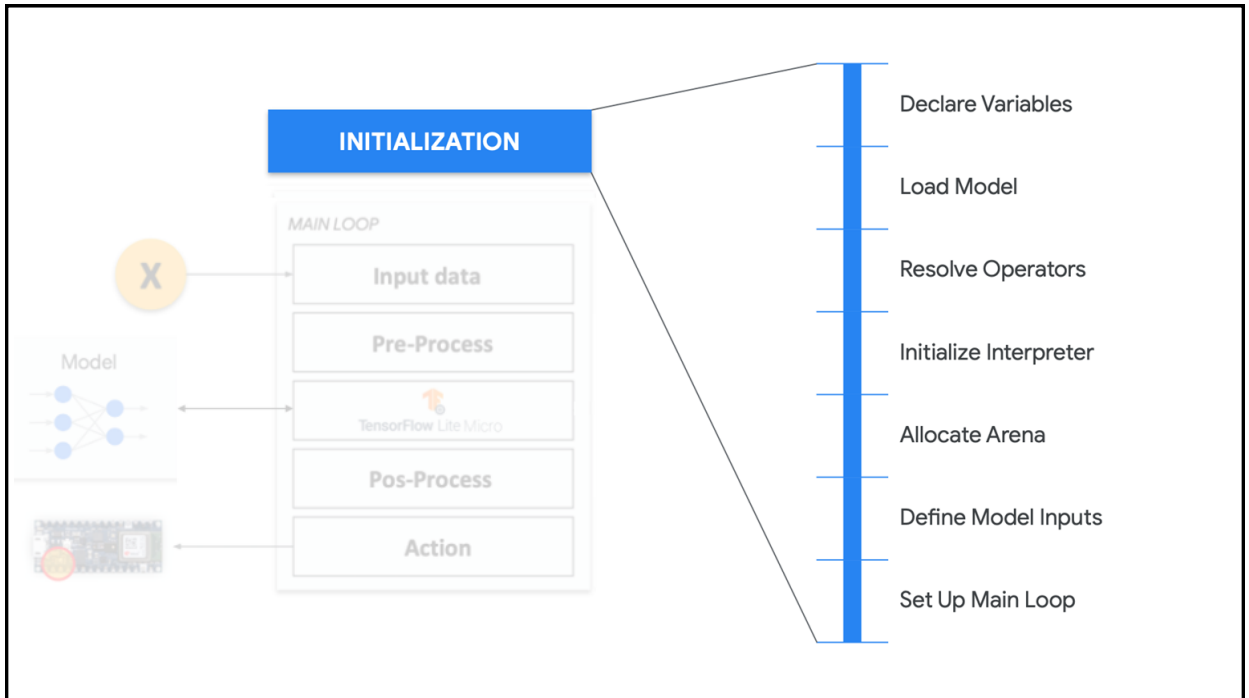 INITIALIZATION
MAIN LOOP
X
Input data
Pre-Process
Model
TensorFlow Lite Micro
Pos-Process
Action
Declare Variables
Load Model
Resolve Operators
Initialize Interpreter
Allocate Arena
Define Model Inputs
Set Up Main Loop